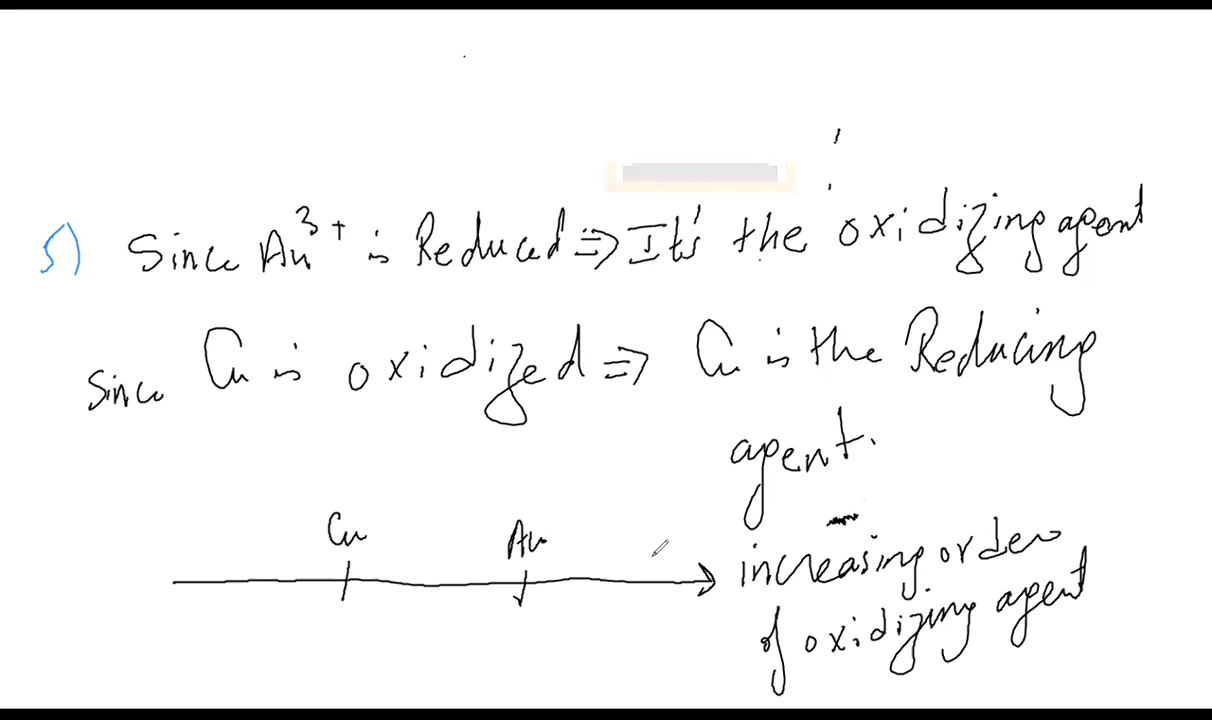 5) Since Au³⁺ is Reduced ⇒ It's the oxidizing agent
since Cu is oxidized ⇒ Cu is the Reducing
agent.
Cu Au
increasing order
of oxidizing agent